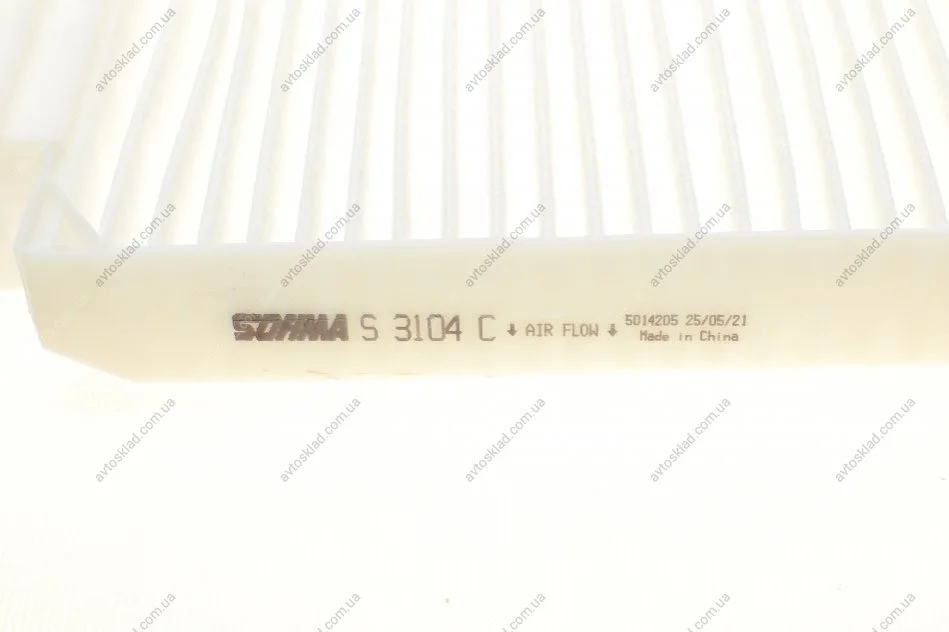 SOFIMA S 3104 C ↓ AIR FLOW ↓ 5014205 25/05/21
Made in China
avtosklad.com.ua